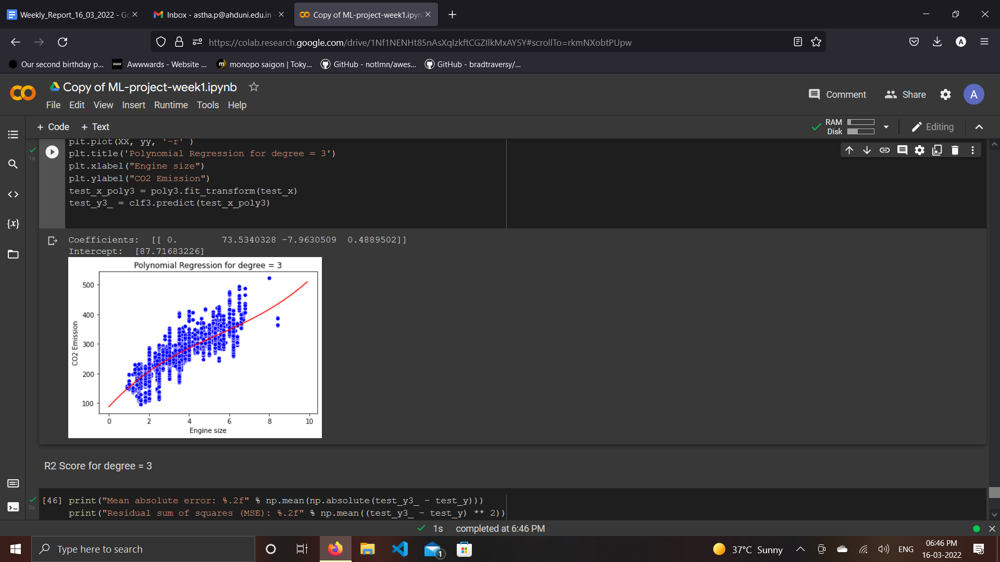 Weekly_Report_16_03_2022 - Go
Inbox - astha.p@ahduni.edu.in -
Copy of ML-project-week1.ipyn
https://colab.research.google.com/drive/1Nf1NENHt85nAsXqIzkftCGZIlkMxAY5Y#scrollTo=rkmNXobtPUpw
A
Our second birthday p...
www
Awwwards - Website ...
m
monopo saigon | Toky...
GitHub - notlmn/awes...
GitHub - bradtraversy/...
Copy of ML-project-week1.ipynb
Comment
Share
A
File Edit View Insert Runtime Tools Help
+ Code + Text
RAM
Disk
Editing
plt.plot(XX, yy, '-r' )
1s
plt.title('Polynomial Regression for degree = 3')
plt.xlabel("Engine size")
plt.ylabel("CO2 Emission")
test_x_poly3 = poly3.fit_transform(test_x)
test_y3_ = clf3.predict(test_x_poly3)
{x}
Coefficients: [[ 0. 73.5340328 -7.9630509 0.4889502]]
Intercept: [87.71683226]
Polynomial Regression for degree = 3
500
400
300
200
100
CO2 Emission
0 2 4 6 8 10
Engine size
R2 Score for degree = 3
0s
[46] print("Mean absolute error: %.2f" % np.mean(np.absolute(test_y3_ - test_y)))
print("Residual sum of squares (MSE): %.2f" % np.mean((test_y3_ - test_y) ** 2))
1s completed at 6:46 PM
Type here to search
1
37°C Sunny
ENG
06:46 PM
16-03-2022